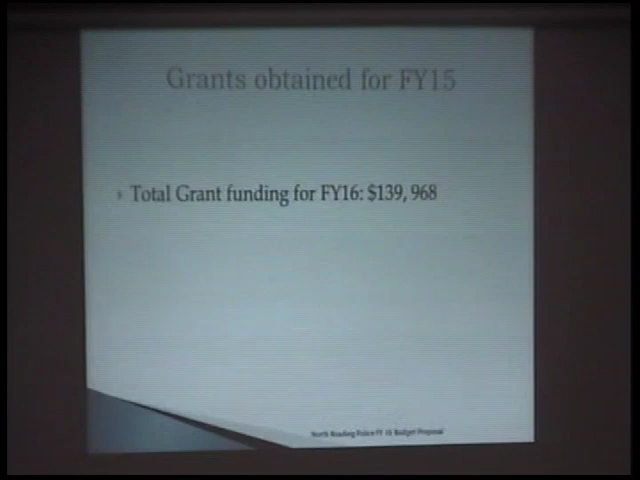 Grants obtained for FY15
Total Grant funding for FY16: $139, 968
North Reading Police FY 16 Budget Proposal